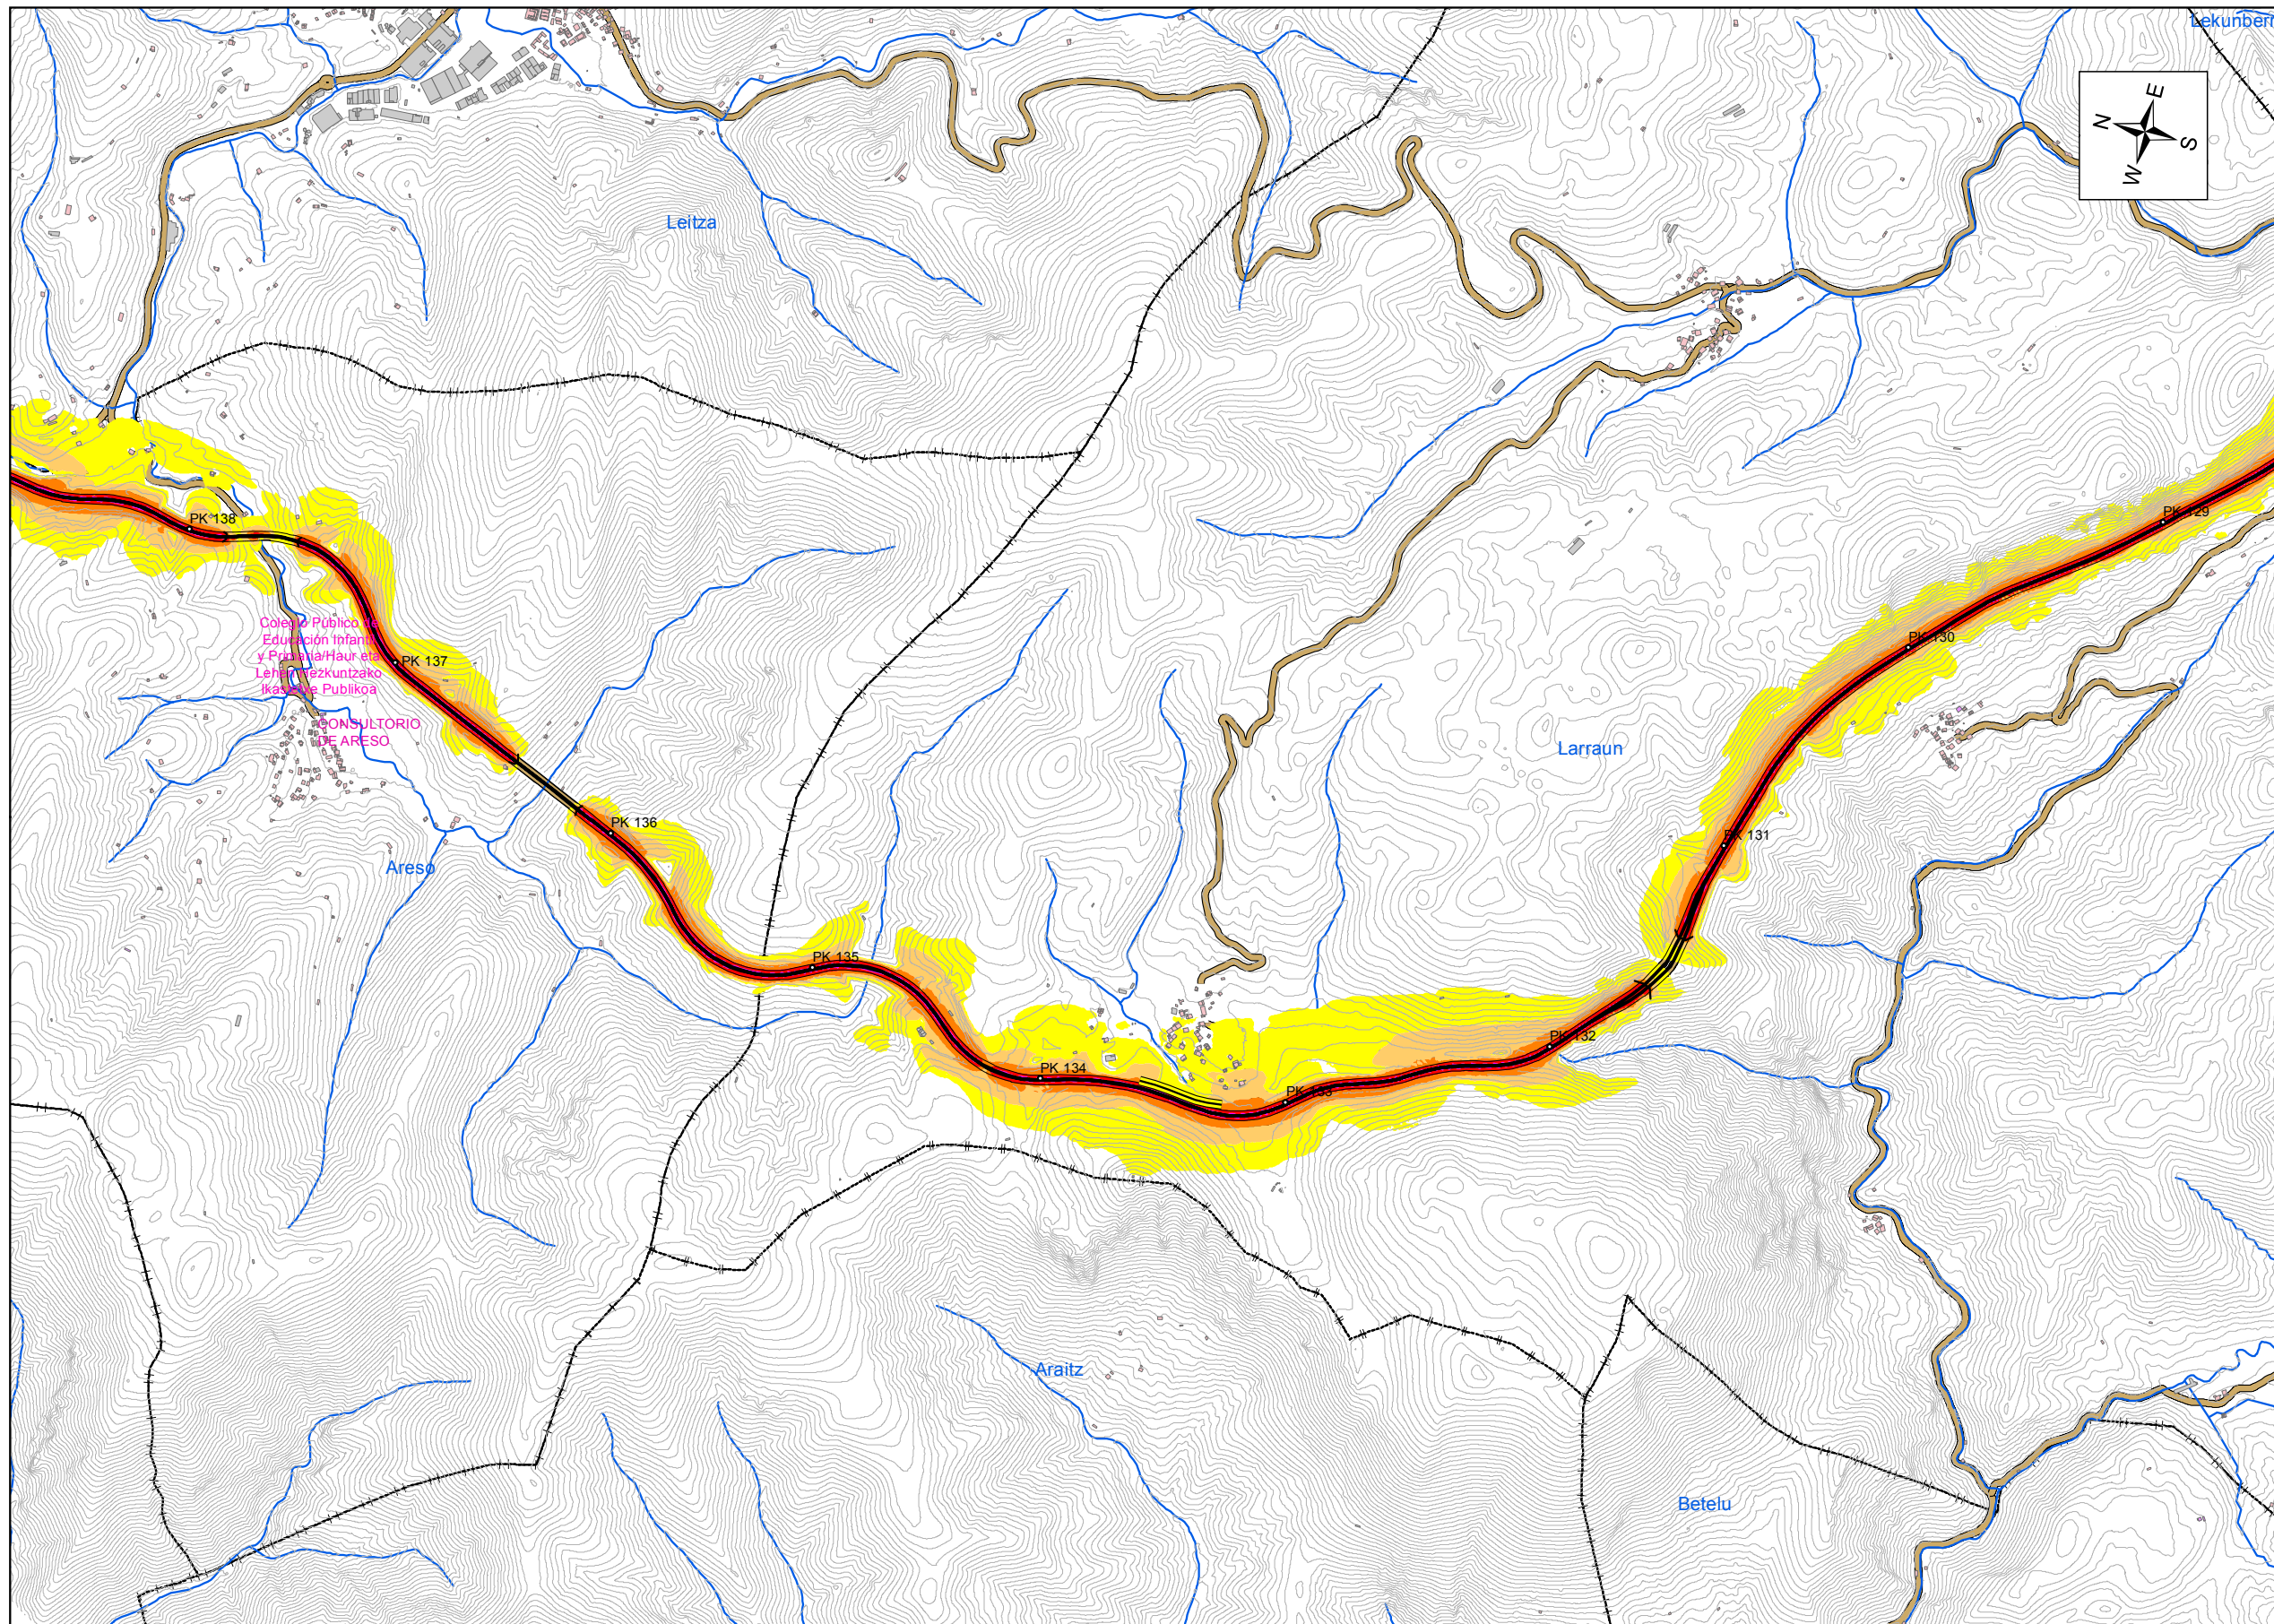 Lekunberri
E
N
S
W
Leitza
PK 129
PK 138
Colegio Público de
Educación Infantil
y Primaria/Haur eta
Lehen Hezkuntzako
Ikastetxe Publikoa
PK 130
PK 137
CONSULTORIO
DE ARESO
Larraun
PK 136
PK 131
Areso
PK 135
PK 132
PK 134
PK 133
Araitz
Betelu